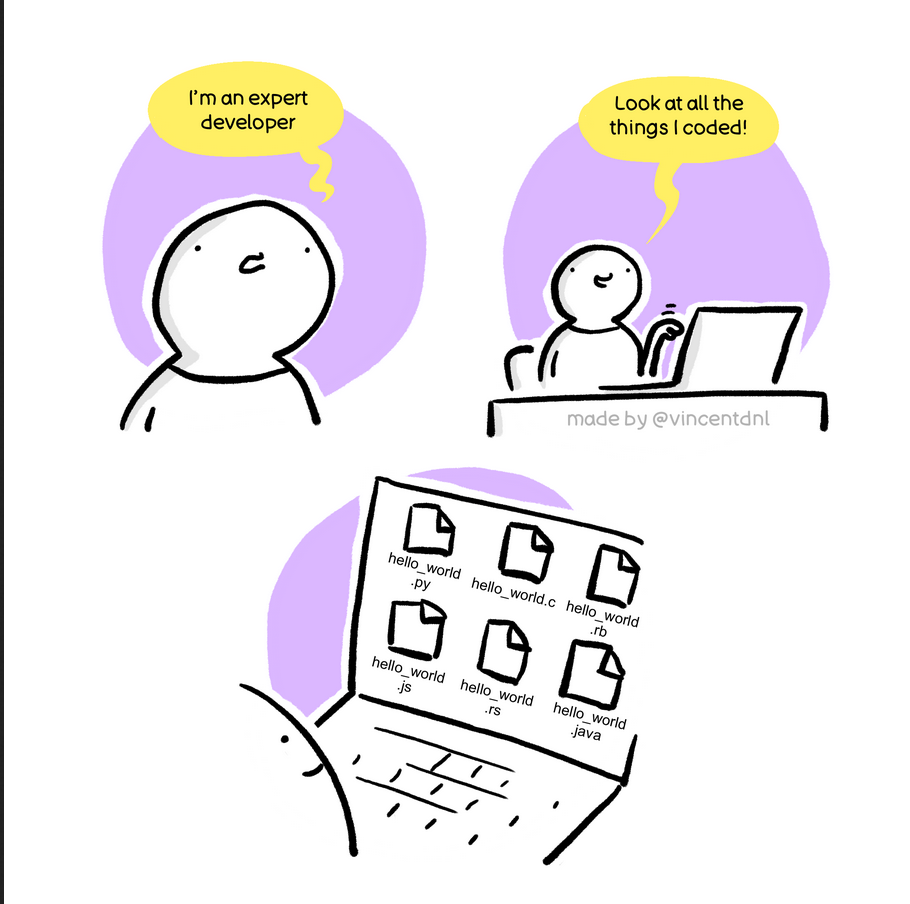 I'm an expert
developer
Look at all the
things I coded!
made by @vincentdnl
hello_world
.py
hello_world.c
hello_world
.rb
hello_world
.js
hello_world
.rs
hello_world
.java